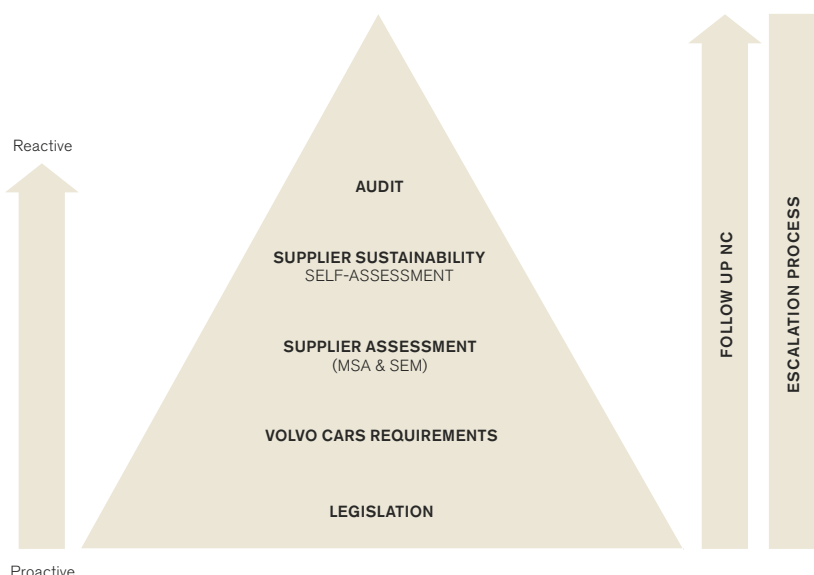 Reactive
AUDIT
SUPPLIER SUSTAINABILITY
SELF-ASSESSMENT
SUPPLIER ASSESSMENT
(MSA & SEM)
VOLVO CARS REQUIREMENTS
LEGISLATION
Proactive
FOLLOW UP NC
ESCALATION PROCESS